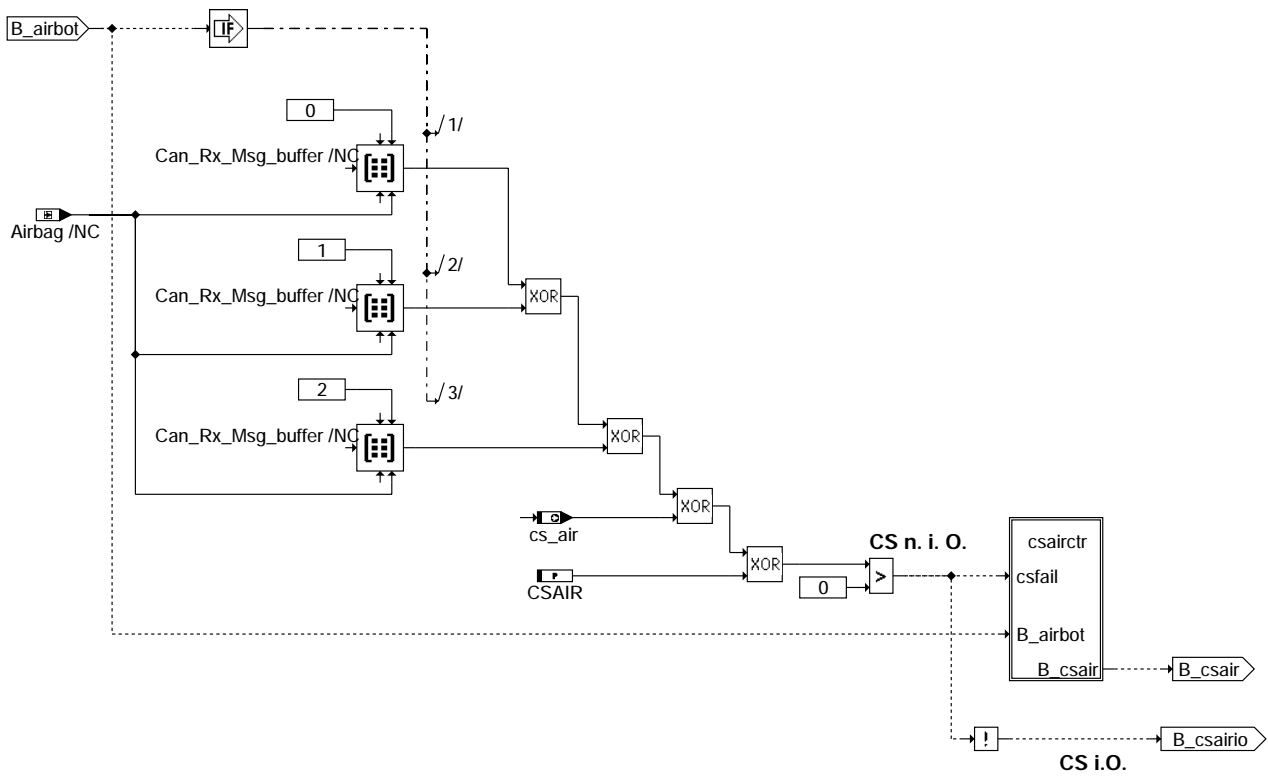 B_airbot
IF
0
/1/
Can_Rx_Msg_buffer /NC
Airbag /NC
1
/2/
Can_Rx_Msg_buffer /NC
XOR
2
/3/
Can_Rx_Msg_buffer /NC
XOR
XOR
cs_air
CS n. i. O.
csairctr
XOR
>
csfail
P
CSAIR
0
B_airbot
B_csair
B_csair
!
B_csairio
CS i.O.